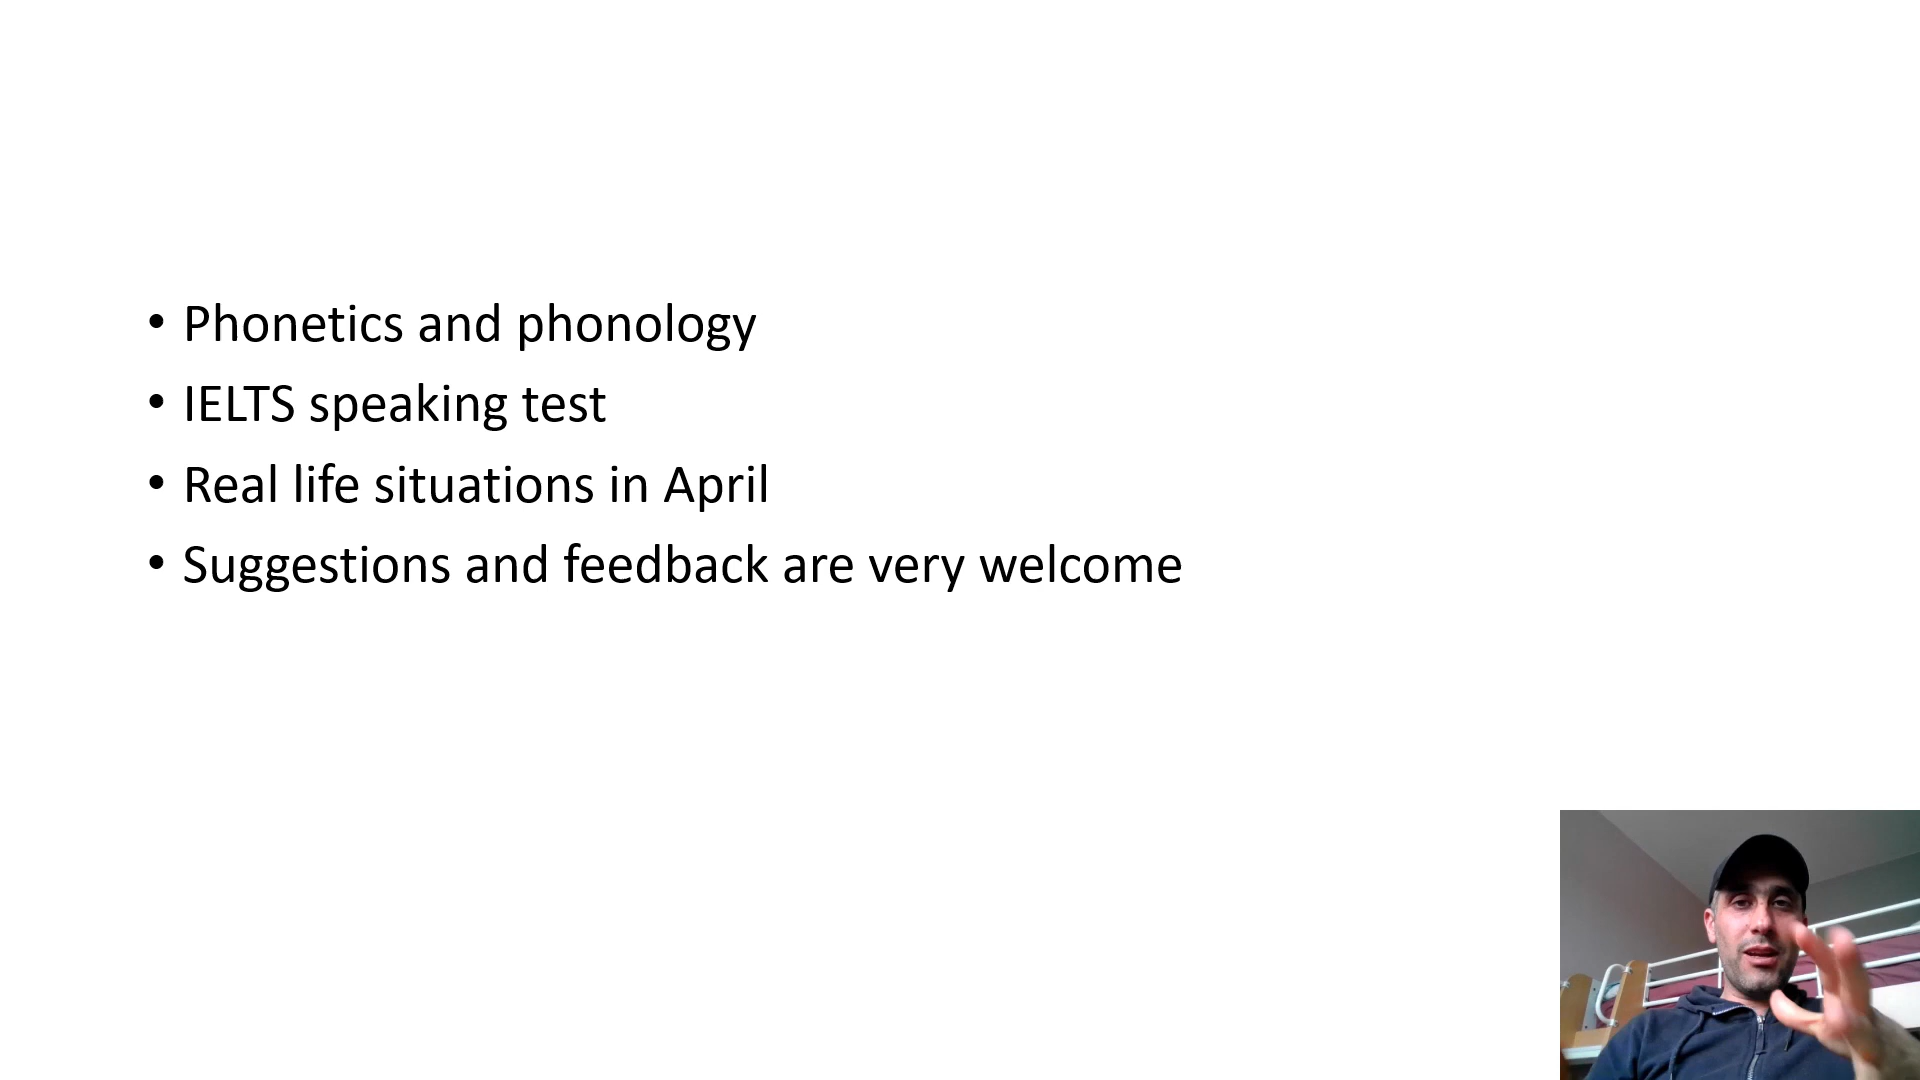 • Phonetics and phonology
• IELTS speaking test
• Real life situations in April
• Suggestions and feedback are very welcome